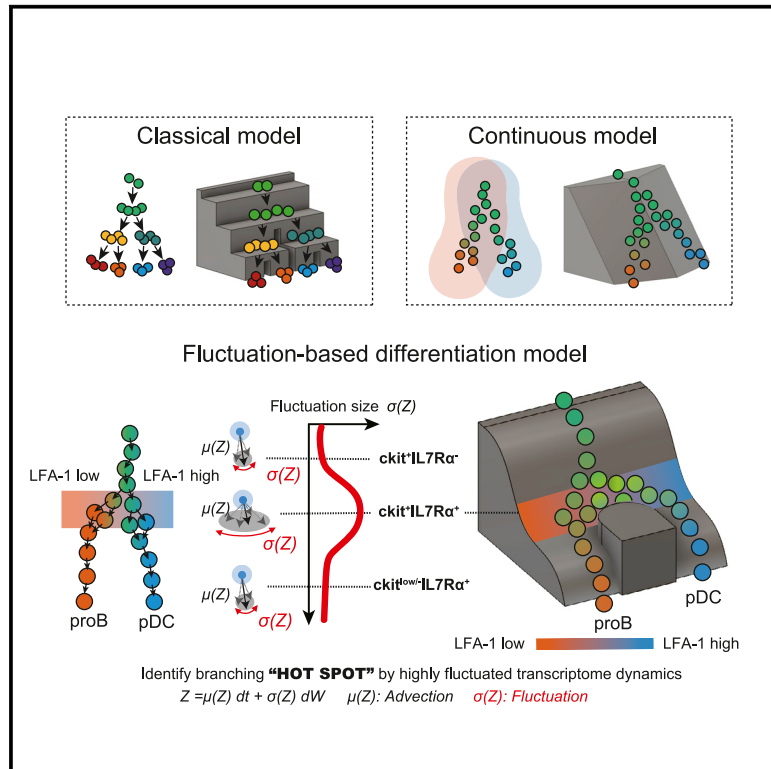 Classical model
Continuous model
Fluctuation-based differentiation model
Fluctuation size σ(Z)
LFA-1 low
LFA-1 high
μ(Z)
σ(Z)
ckit⁺IL7Rα⁻
μ(Z)
σ(Z)
ckit⁺IL7Rα⁺
μ(Z)
σ(Z)
ckitˡᵒʷ/⁻IL7Rα⁺
proB
pDC
proB
pDC
LFA-1 low
LFA-1 high
Identify branching "HOT SPOT" by highly fluctuated transcriptome dynamics
Z =μ(Z) dt + σ(Z) dW μ(Z): Advection σ(Z): Fluctuation